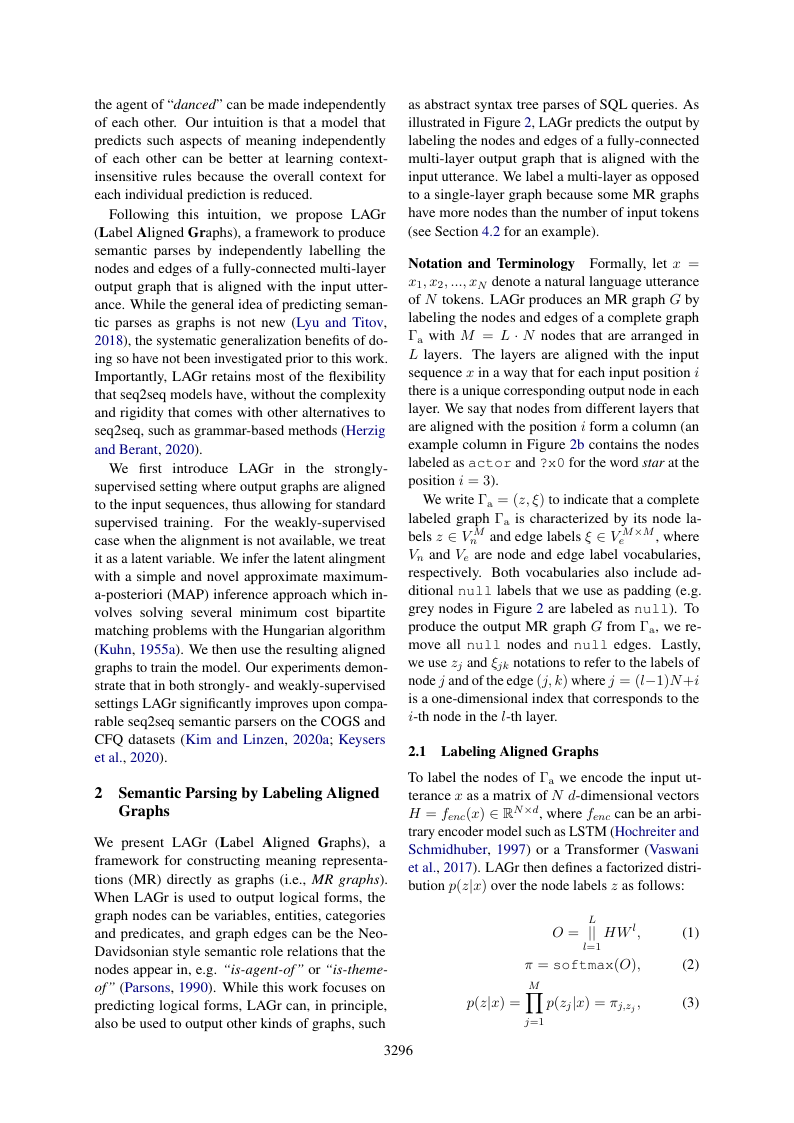 the agent of “danced” can be made independently
of each other. Our intuition is that a model that
predicts such aspects of meaning independently
of each other can be better at learning context-
insensitive rules because the overall context for
each individual prediction is reduced.
Following this intuition, we propose LAGr
(Label Aligned Graphs), a framework to produce
semantic parses by independently labelling the
nodes and edges of a fully-connected multi-layer
output graph that is aligned with the input utter-
ance. While the general idea of predicting seman-
tic parses as graphs is not new (Lyu and Titov,
2018), the systematic generalization benefits of do-
ing so have not been investigated prior to this work.
Importantly, LAGr retains most of the flexibility
that seq2seq models have, without the complexity
and rigidity that comes with other alternatives to
seq2seq, such as grammar-based methods (Herzig
and Berant, 2020).
We first introduce LAGr in the strongly-
supervised setting where output graphs are aligned
to the input sequences, thus allowing for standard
supervised training. For the weakly-supervised
case when the alignment is not available, we treat
it as a latent variable. We infer the latent alingment
with a simple and novel approximate maximum-
a-posteriori (MAP) inference approach which in-
volves solving several minimum cost bipartite
matching problems with the Hungarian algorithm
(Kuhn, 1955a). We then use the resulting aligned
graphs to train the model. Our experiments demon-
strate that in both strongly- and weakly-supervised
settings LAGr significantly improves upon compa-
rable seq2seq semantic parsers on the COGS and
CFQ datasets (Kim and Linzen, 2020a; Keysers
et al., 2020).
2 Semantic Parsing by Labeling Aligned
Graphs
We present LAGr (Label Aligned Graphs), a
framework for constructing meaning representa-
tions (MR) directly as graphs (i.e., MR graphs).
When LAGr is used to output logical forms, the
graph nodes can be variables, entities, categories
and predicates, and graph edges can be the Neo-
Davidsonian style semantic role relations that the
nodes appear in, e.g. “is-agent-of” or “is-theme-
of” (Parsons, 1990). While this work focuses on
predicting logical forms, LAGr can, in principle,
also be used to output other kinds of graphs, such
as abstract syntax tree parses of SQL queries. As
illustrated in Figure 2, LAGr predicts the output by
labeling the nodes and edges of a fully-connected
multi-layer output graph that is aligned with the
input utterance. We label a multi-layer as opposed
to a single-layer graph because some MR graphs
have more nodes than the number of input tokens
(see Section 4.2 for an example).
Notation and Terminology Formally, let x =
x₁, x₂, ..., x_N denote a natural language utterance
of N tokens. LAGr produces an MR graph G by
labeling the nodes and edges of a complete graph
Γₐ with M = L · N nodes that are arranged in
L layers. The layers are aligned with the input
sequence x in a way that for each input position i
there is a unique corresponding output node in each
layer. We say that nodes from different layers that
are aligned with the position i form a column (an
example column in Figure 2b contains the nodes
labeled as actor and ?x0 for the word star at the
position i = 3).
We write Γₐ = (z, ξ) to indicate that a complete
labeled graph Γₐ is characterized by its node la-
bels z ∈ V_n^M and edge labels ξ ∈ V_e^{M×M}, where
V_n and V_e are node and edge label vocabularies,
respectively. Both vocabularies also include ad-
ditional null labels that we use as padding (e.g.
grey nodes in Figure 2 are labeled as null). To
produce the output MR graph G from Γₐ, we re-
move all null nodes and null edges. Lastly,
we use z_j and ξ_{jk} notations to refer to the labels of
node j and of the edge (j, k) where j = (l−1)N+i
is a one-dimensional index that corresponds to the
i-th node in the l-th layer.
2.1 Labeling Aligned Graphs
To label the nodes of Γₐ we encode the input ut-
terance x as a matrix of N d-dimensional vectors
H = f_{enc}(x) ∈ ℝ^{N×d}, where f_{enc} can be an arbi-
trary encoder model such as LSTM (Hochreiter and
Schmidhuber, 1997) or a Transformer (Vaswani
et al., 2017). LAGr then defines a factorized distri-
bution p(z|x) over the node labels z as follows:
O = ||_{l=1}^{L} HW^l, (1)
π = softmax(O), (2)
p(z|x) = ∏_{j=1}^{M} p(z_j|x) = π_{j,z_j}, (3)
3296